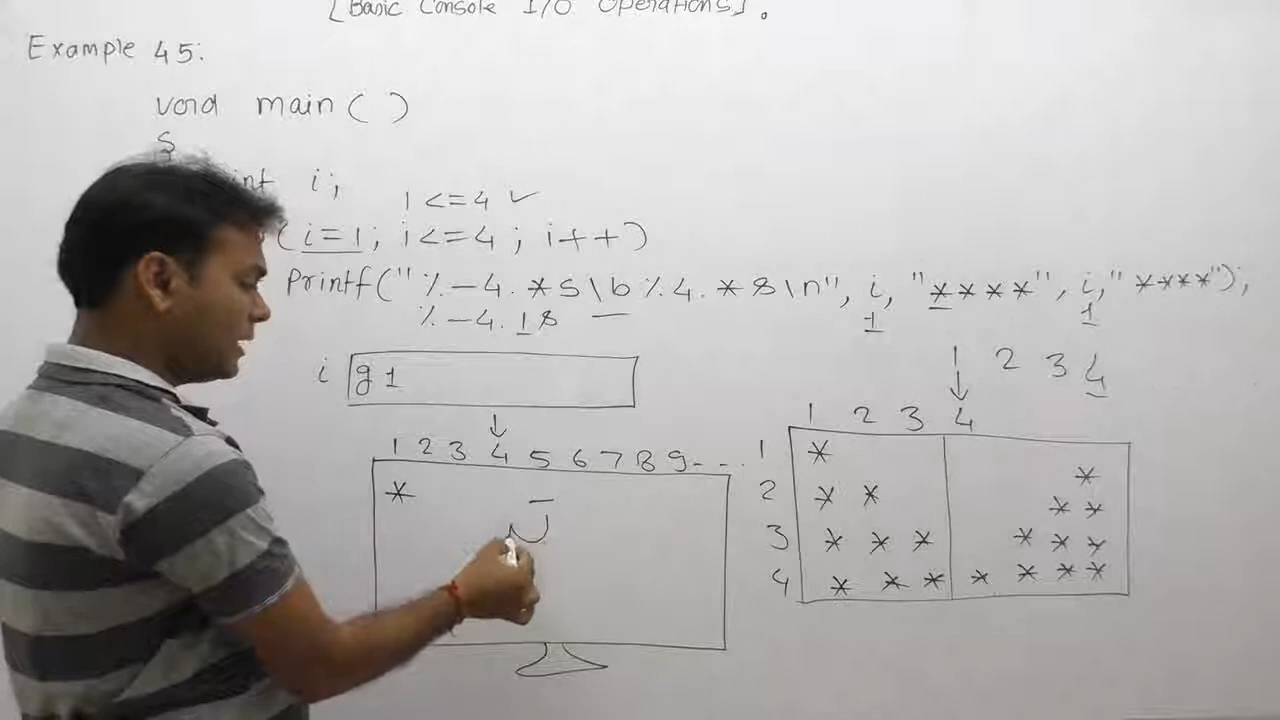 [Basic Console I/O Operations].
Example 45:
void main( )
{
int i;
1<=4 ✓
(i=1; i<=4; i++)
printf("%-4.*s\b%4.*s\n", i, "****", i, "****");
%-4.1s 1 1
i g 1
1 2 3 4
1 2 3 4 5 6 7 8 9...
1 2 3 4
1 *
* *
2 * * * *
3 * * * * * *
4 * * * * * * *